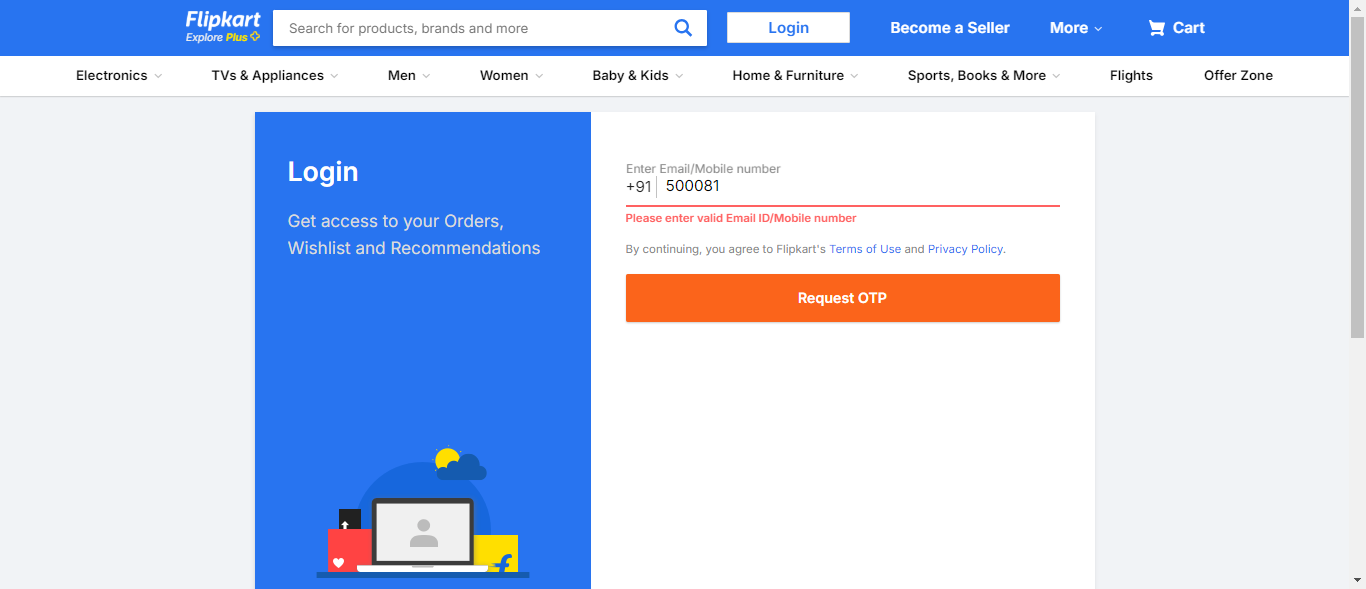 Flipkart
Explore Plus
Search for products, brands and more
Login
Become a Seller
More
Cart
Electronics
TVs & Appliances
Men
Women
Baby & Kids
Home & Furniture
Sports, Books & More
Flights
Offer Zone
Login
Get access to your Orders,
Wishlist and Recommendations
Enter Email/Mobile number
+91 500081
Please enter valid Email ID/Mobile number
By continuing, you agree to Flipkart's Terms of Use and Privacy Policy.
Request OTP